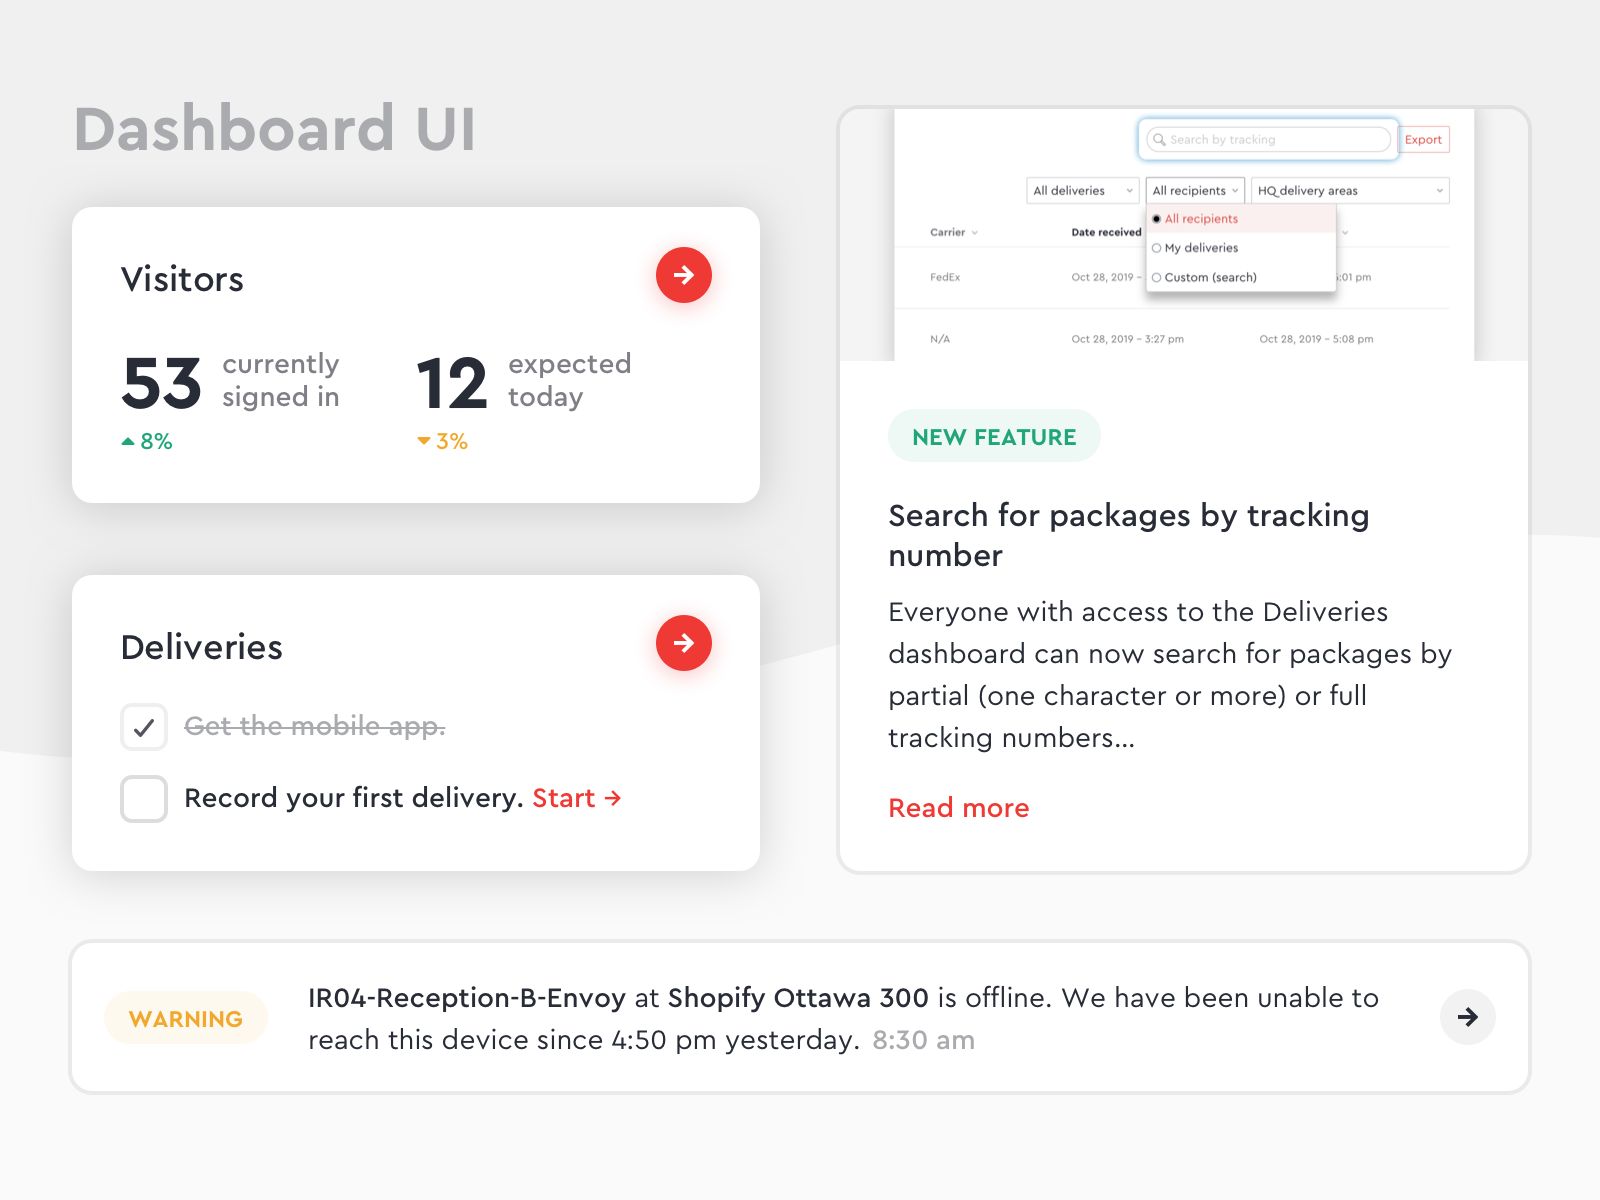 Dashboard UI
Visitors
53 currently signed in
12 expected today
8%
3%
Deliveries
Get the mobile app.
Record your first delivery. Start →
Search by tracking
Export
All deliveries
All recipients
HQ delivery areas
All recipients
My deliveries
Custom (search)
Carrier
Date received
FedEx
Oct 28, 2019 -
5:01 pm
N/A
Oct 28, 2019 - 3:27 pm
Oct 28, 2019 - 5:08 pm
NEW FEATURE
Search for packages by tracking
number
Everyone with access to the Deliveries
dashboard can now search for packages by
partial (one character or more) or full
tracking numbers...
Read more
WARNING
IR04-Reception-B-Envoy at Shopify Ottawa 300 is offline. We have been unable to
reach this device since 4:50 pm yesterday. 8:30 am